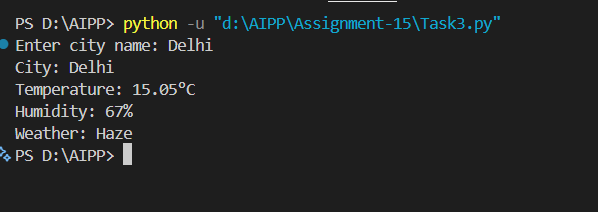 PS D:\AIPP> python -u "d:\AIPP\Assignment-15\Task3.py"
Enter city name: Delhi
City: Delhi
Temperature: 15.05°C
Humidity: 67%
Weather: Haze
PS D:\AIPP>